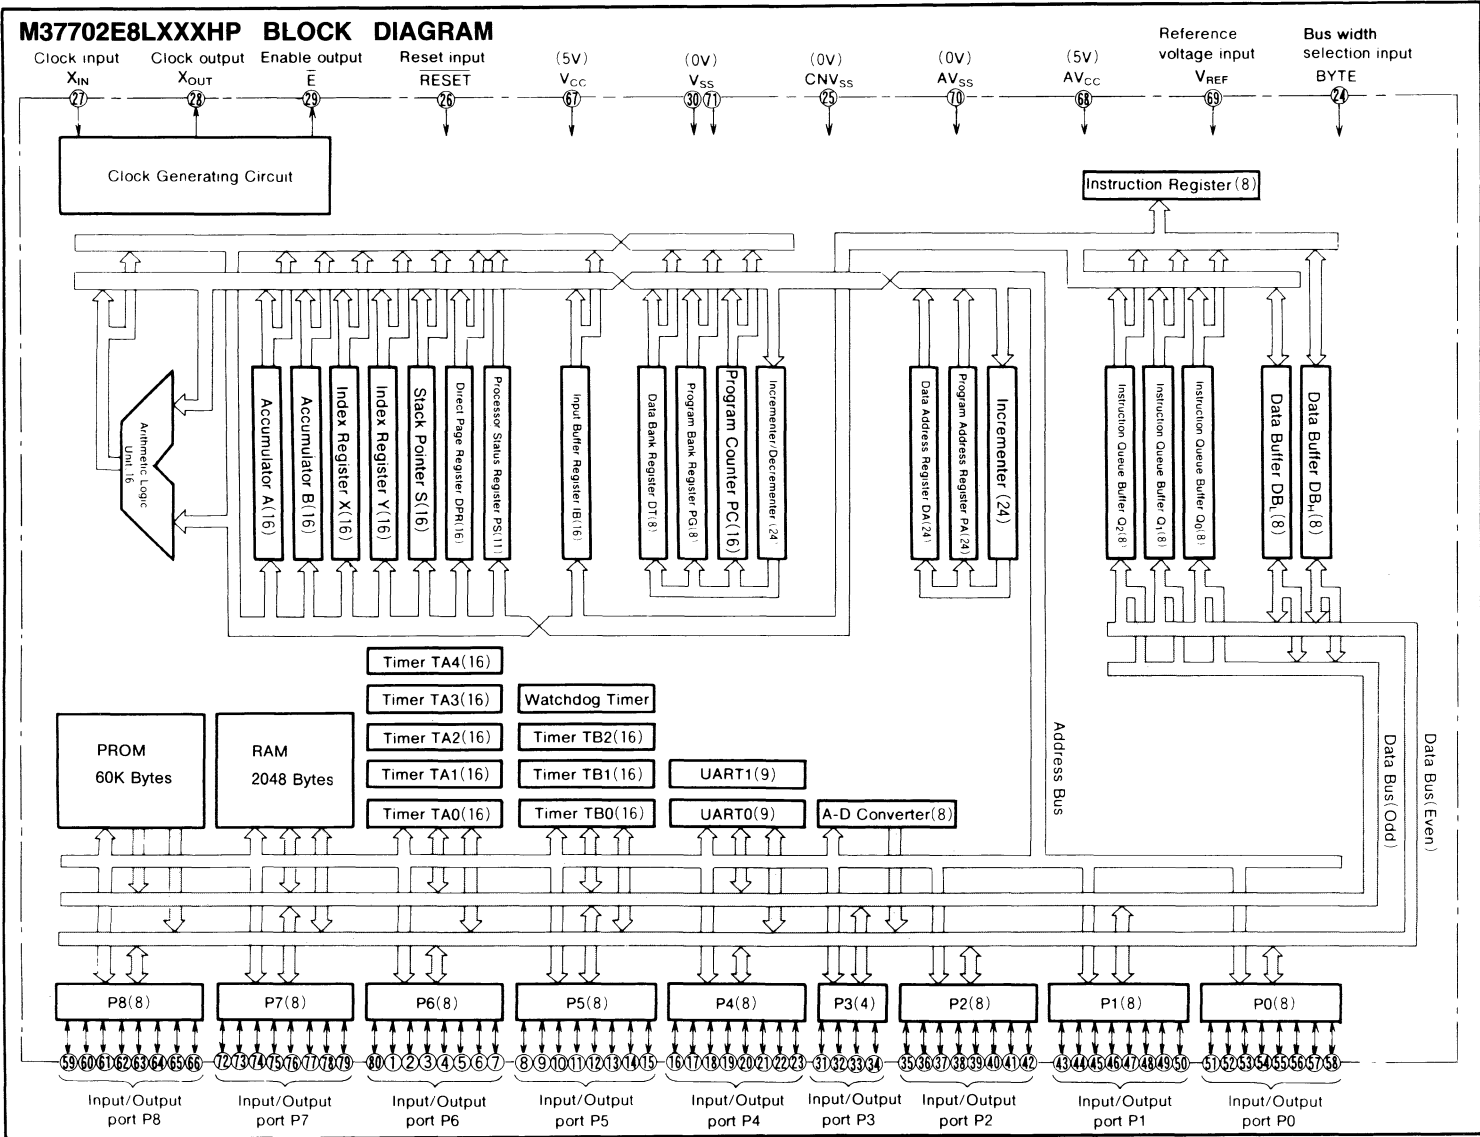 M37702E8LXXXHP BLOCK DIAGRAM
Clock input
XIN
27
Clock output
XOUT
28
Enable output
E̅
29
Reset input
R̅E̅S̅E̅T̅
26
(5V)
VCC
67
(0V)
VSS
30 71
(0V)
CNVSS
25
(0V)
AVSS
70
(5V)
AVCC
68
Reference
voltage input
VREF
69
Bus width
selection input
BYTE
24
Clock Generating Circuit
Instruction Register(8)
Arithmetic Logic
Unit 16
Accumulator A(16)
Accumulator B(16)
Index Register X(16)
Index Register Y(16)
Stack Pointer S(16)
Direct Page Register DPR(16)
Processor Status Register PS(11)
Input Buffer Register IB(16)
Data Bank Register DT(8)
Program Bank Register PG(8)
Program Counter PC(16)
Incrementer/Decrementer (24)
Data Address Register DA(24)
Program Address Register PA(24)
Incrementer(24)
Instruction Queue Buffer Q2(8)
Instruction Queue Buffer Q1(8)
Instruction Queue Buffer Q0(8)
Data Buffer DBL(8)
Data Buffer DBH(8)
Timer TA4(16)
Timer TA3(16)
Timer TA2(16)
Timer TA1(16)
Timer TA0(16)
Watchdog Timer
Timer TB2(16)
Timer TB1(16)
Timer TB0(16)
PROM
60K Bytes
RAM
2048 Bytes
UART1(9)
UART0(9)
A-D Converter(8)
Address Bus
Data Bus(Odd)
Data Bus(Even)
P8(8)
P7(8)
P6(8)
P5(8)
P4(8)
P3(4)
P2(8)
P1(8)
P0(8)
59 60 61 62 63 64 65 66
72 73 74 75 76 77 78 79
80 1 2 3 4 5 6 7
8 9 10 11 12 13 14 15
16 17 18 19 20 21 22 23
31 32 33 34
35 36 37 38 39 40 41 42
43 44 45 46 47 48 49 50
51 52 53 54 55 56 57 58
Input/Output
port P8
Input/Output
port P7
Input/Output
port P6
Input/Output
port P5
Input/Output
port P4
Input/Output
port P3
Input/Output
port P2
Input/Output
port P1
Input/Output
port P0